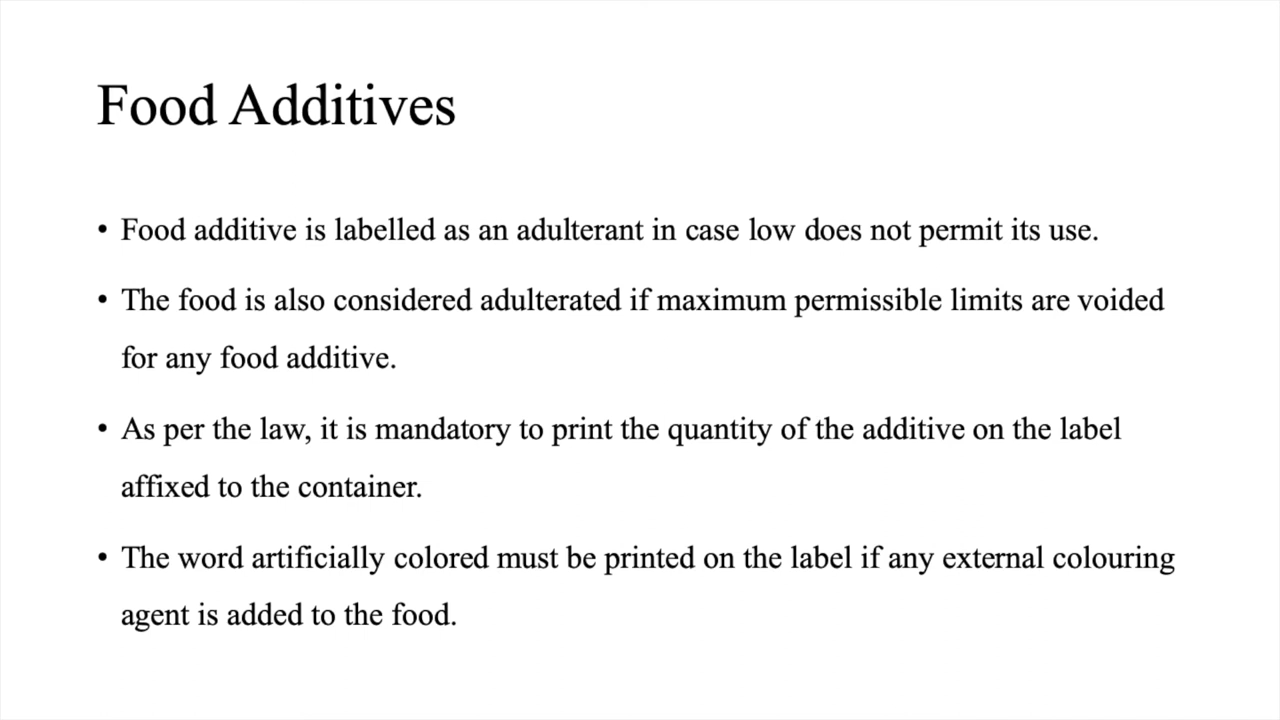 Food Additives
• Food additive is labelled as an adulterant in case low does not permit its use.
• The food is also considered adulterated if maximum permissible limits are voided
for any food additive.
• As per the law, it is mandatory to print the quantity of the additive on the label
affixed to the container.
• The word artificially colored must be printed on the label if any external colouring
agent is added to the food.